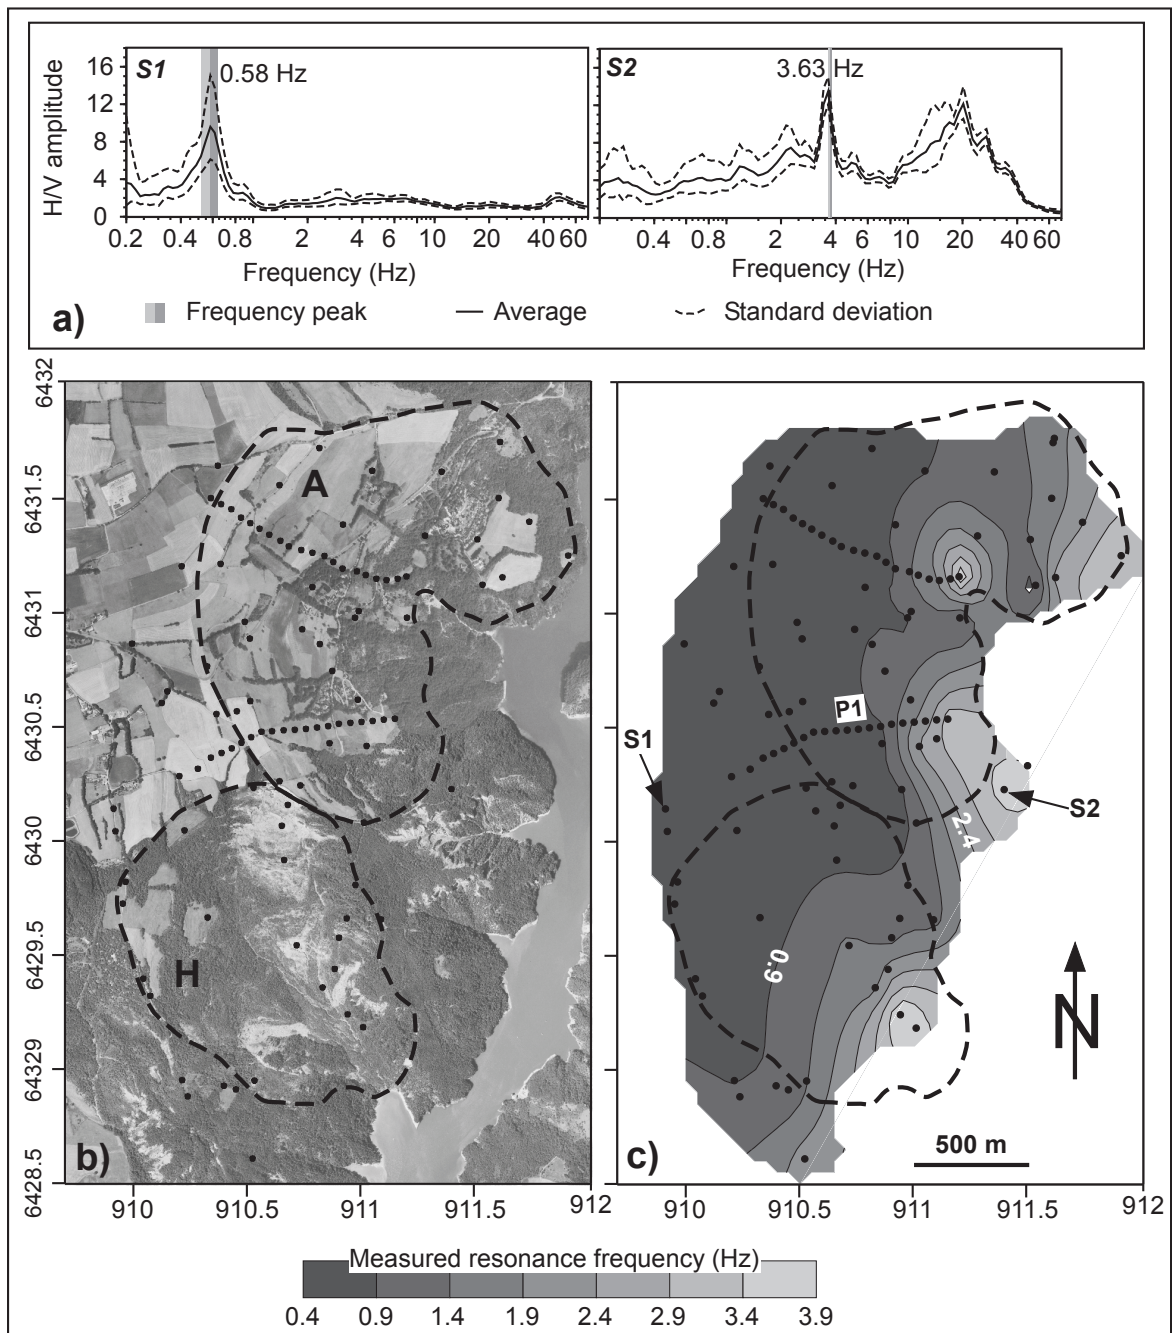 S1
0.58 Hz
S2
3.63 Hz
H/V amplitude
16
12
8
4
0
0.2 0.4 0.8 2 4 6 10 20 40 60
0.4 0.8 2 4 6 10 20 40 60
Frequency (Hz)
Frequency (Hz)
a)
Frequency peak
Average
Standard deviation
6432
6431.5
6431
6430.5
6430
6429.5
64329
6428.5
A
H
b)
910 910.5 911 911.5 912
P1
S1
S2
2.4
0.9
N
500 m
c)
910 910.5 911 911.5 912
Measured resonance frequency (Hz)
0.4 0.9 1.4 1.9 2.4 2.9 3.4 3.9